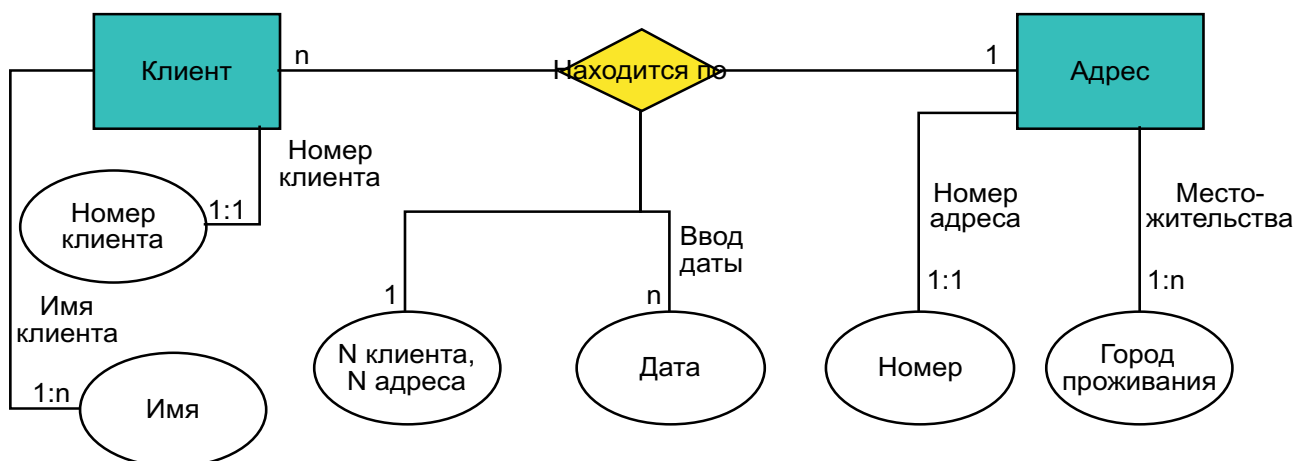 Клиент
n
Находится по
1
Адрес
Номер
клиента
Номер
клиента
1:1
Имя
клиента
1:n
Имя
1
N клиента,
N адреса
Ввод
даты
n
Дата
Номер
адреса
1:1
Номер
Место-
жительства
1:n
Город
проживания